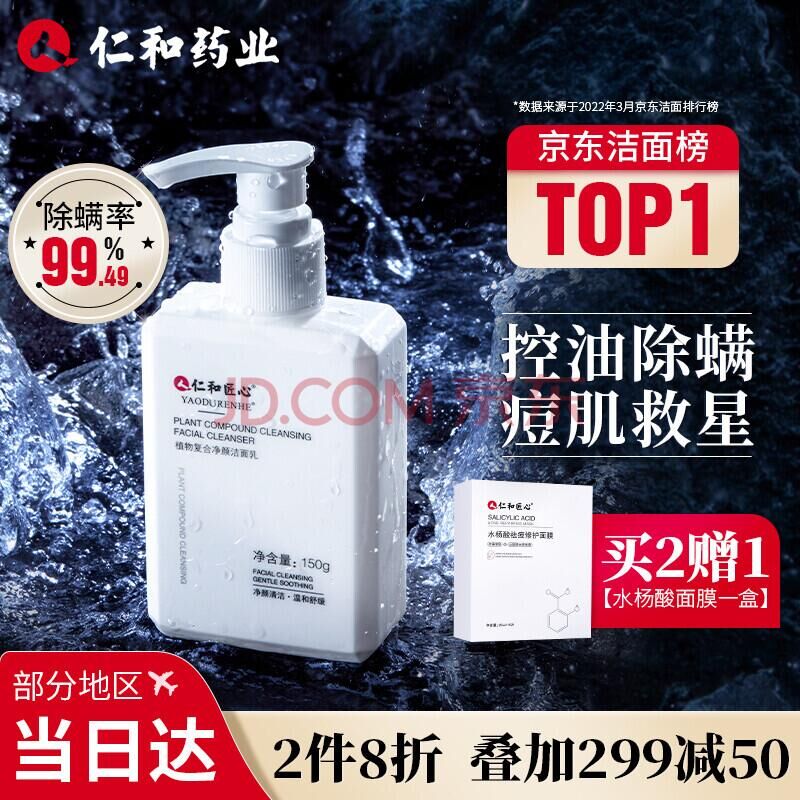 仁和药业
*数据来源于2022年3月京东洁面排行榜
京东洁面榜
TOP1
除螨率
99.49%
控油除螨
痘肌救星
仁和匠心®
YAODURENHE®
PLANT COMPOUND CLEANSING
FACIAL CLEANSER
植物复合净颜洁面乳
PLANT COMPOUND CLEANSING
净含量：150g
FACIAL CLEANSING
GENTLE SOOTHING
净颜清洁·温和舒缓
JD.COM 京东
仁和匠心®
SALICYLIC ACID
水杨酸祛痘修护面膜
买2赠1
【水杨酸面膜一盒】
部分地区
当日达
2件8折 叠加299减50